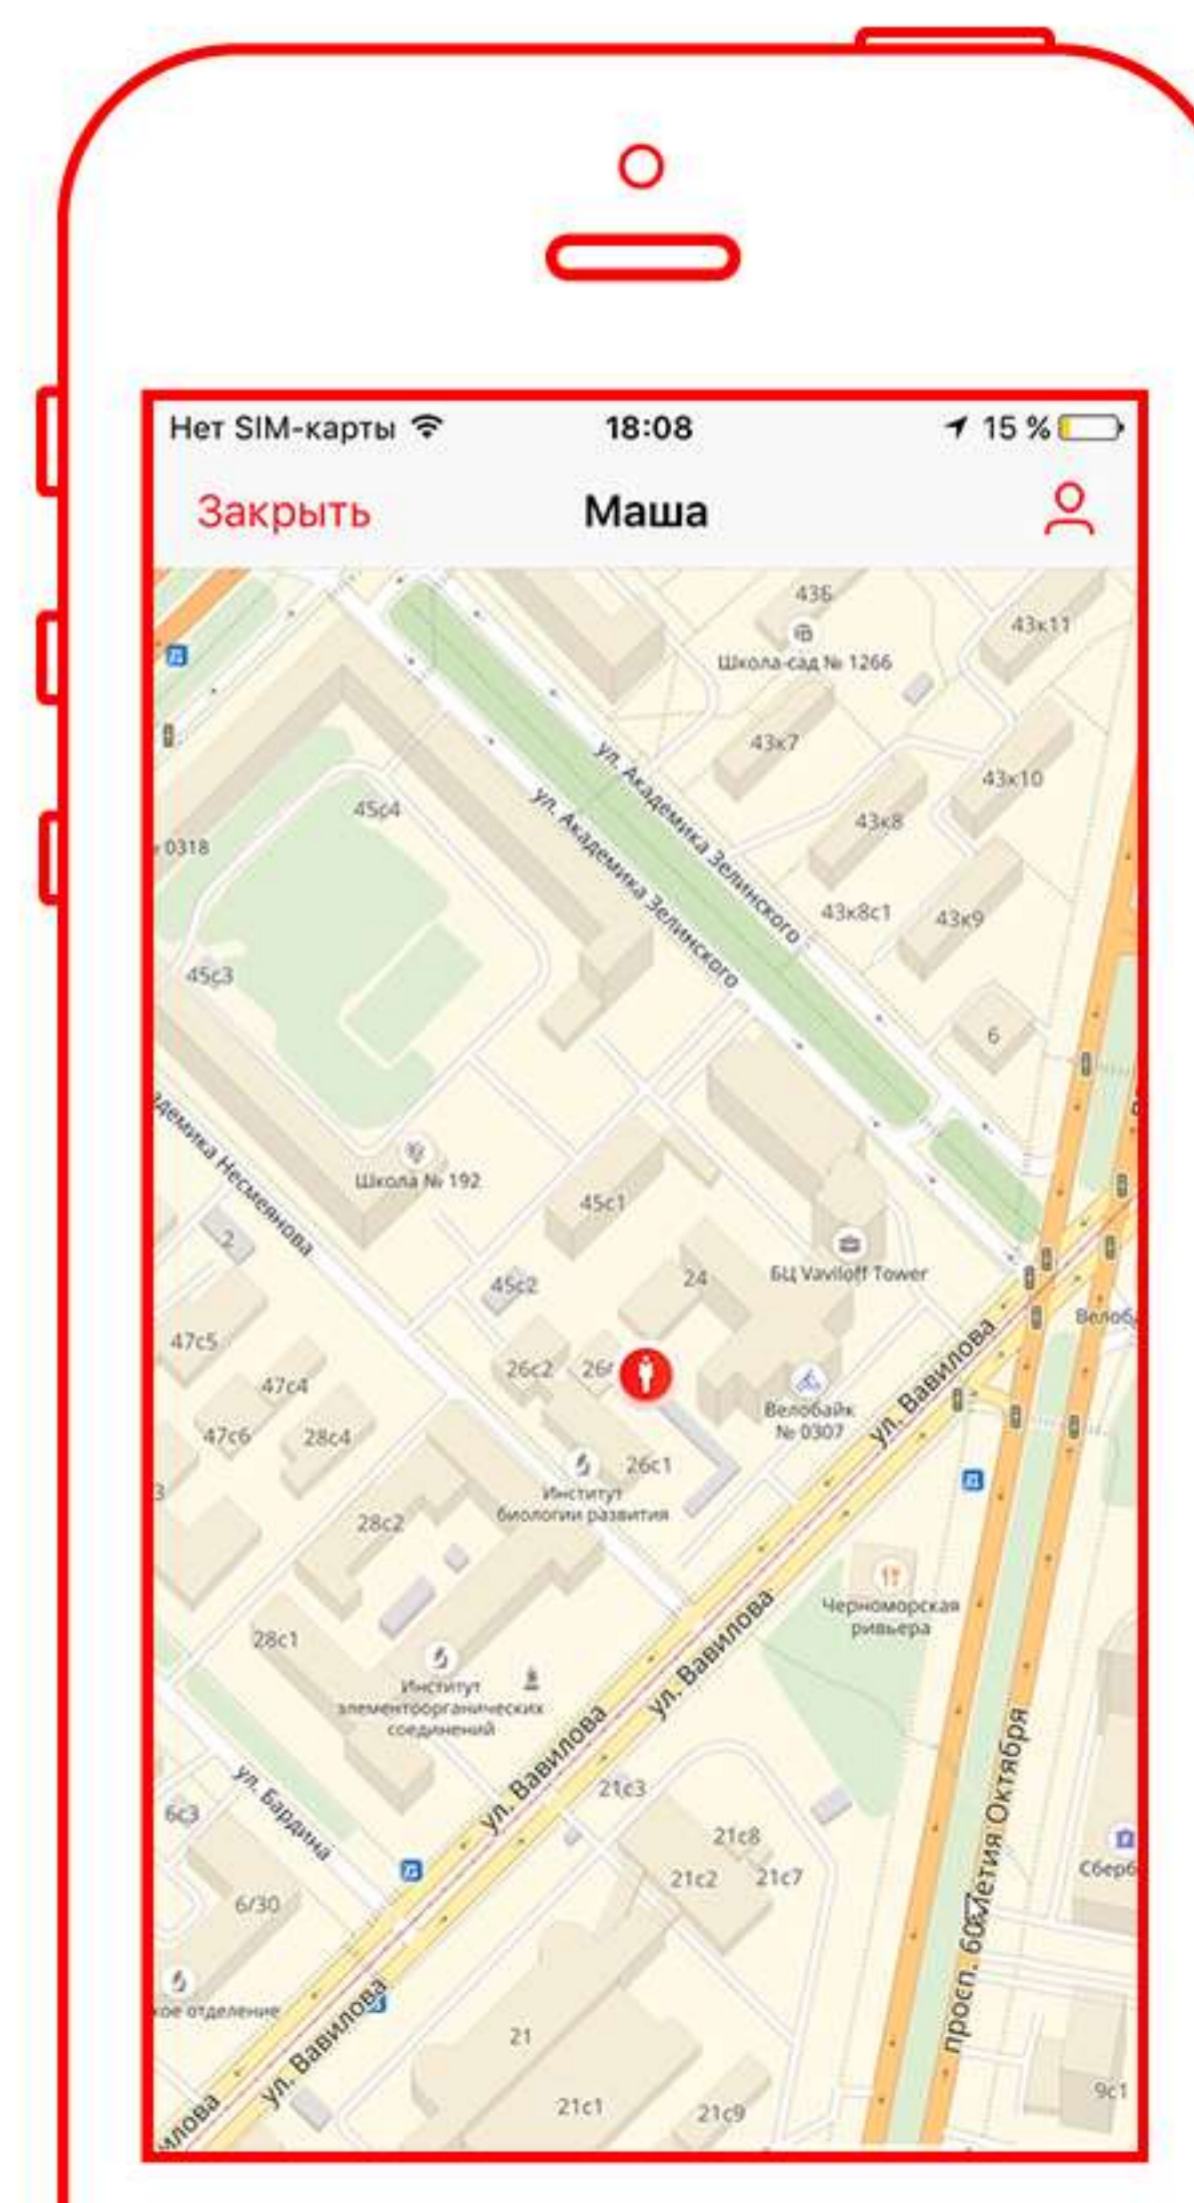 Нет SIM-карты
18:08
15 %
Закрыть
Маша
43Б
43к11
Школа-сад № 1266
43к7
43к10
ул. Академика Зелинского
ул. Академика Зелинского
45с4
43к8
0318
43к8с1
43к9
45с3
6
Несмеянова
Школа № 192
45с1
2
45с2
24
БЦ Vaviloff Tower
47с5
26с2
47с4
Велобайк
№ 0307
ул. Вавилова
47с6
28с4
26с1
Институт
биологии развития
28с2
Черноморская
ривьера
ул. Вавилова
28с1
Институт
элементоорганических
соединений
ул. Вавилова
просп. 60-летия Октября
21с3
ул. Бардина
6с3
21с8
21с2
21с7
6/30
отделение
ул. Вавилова
21
21с1
21с9
9с1